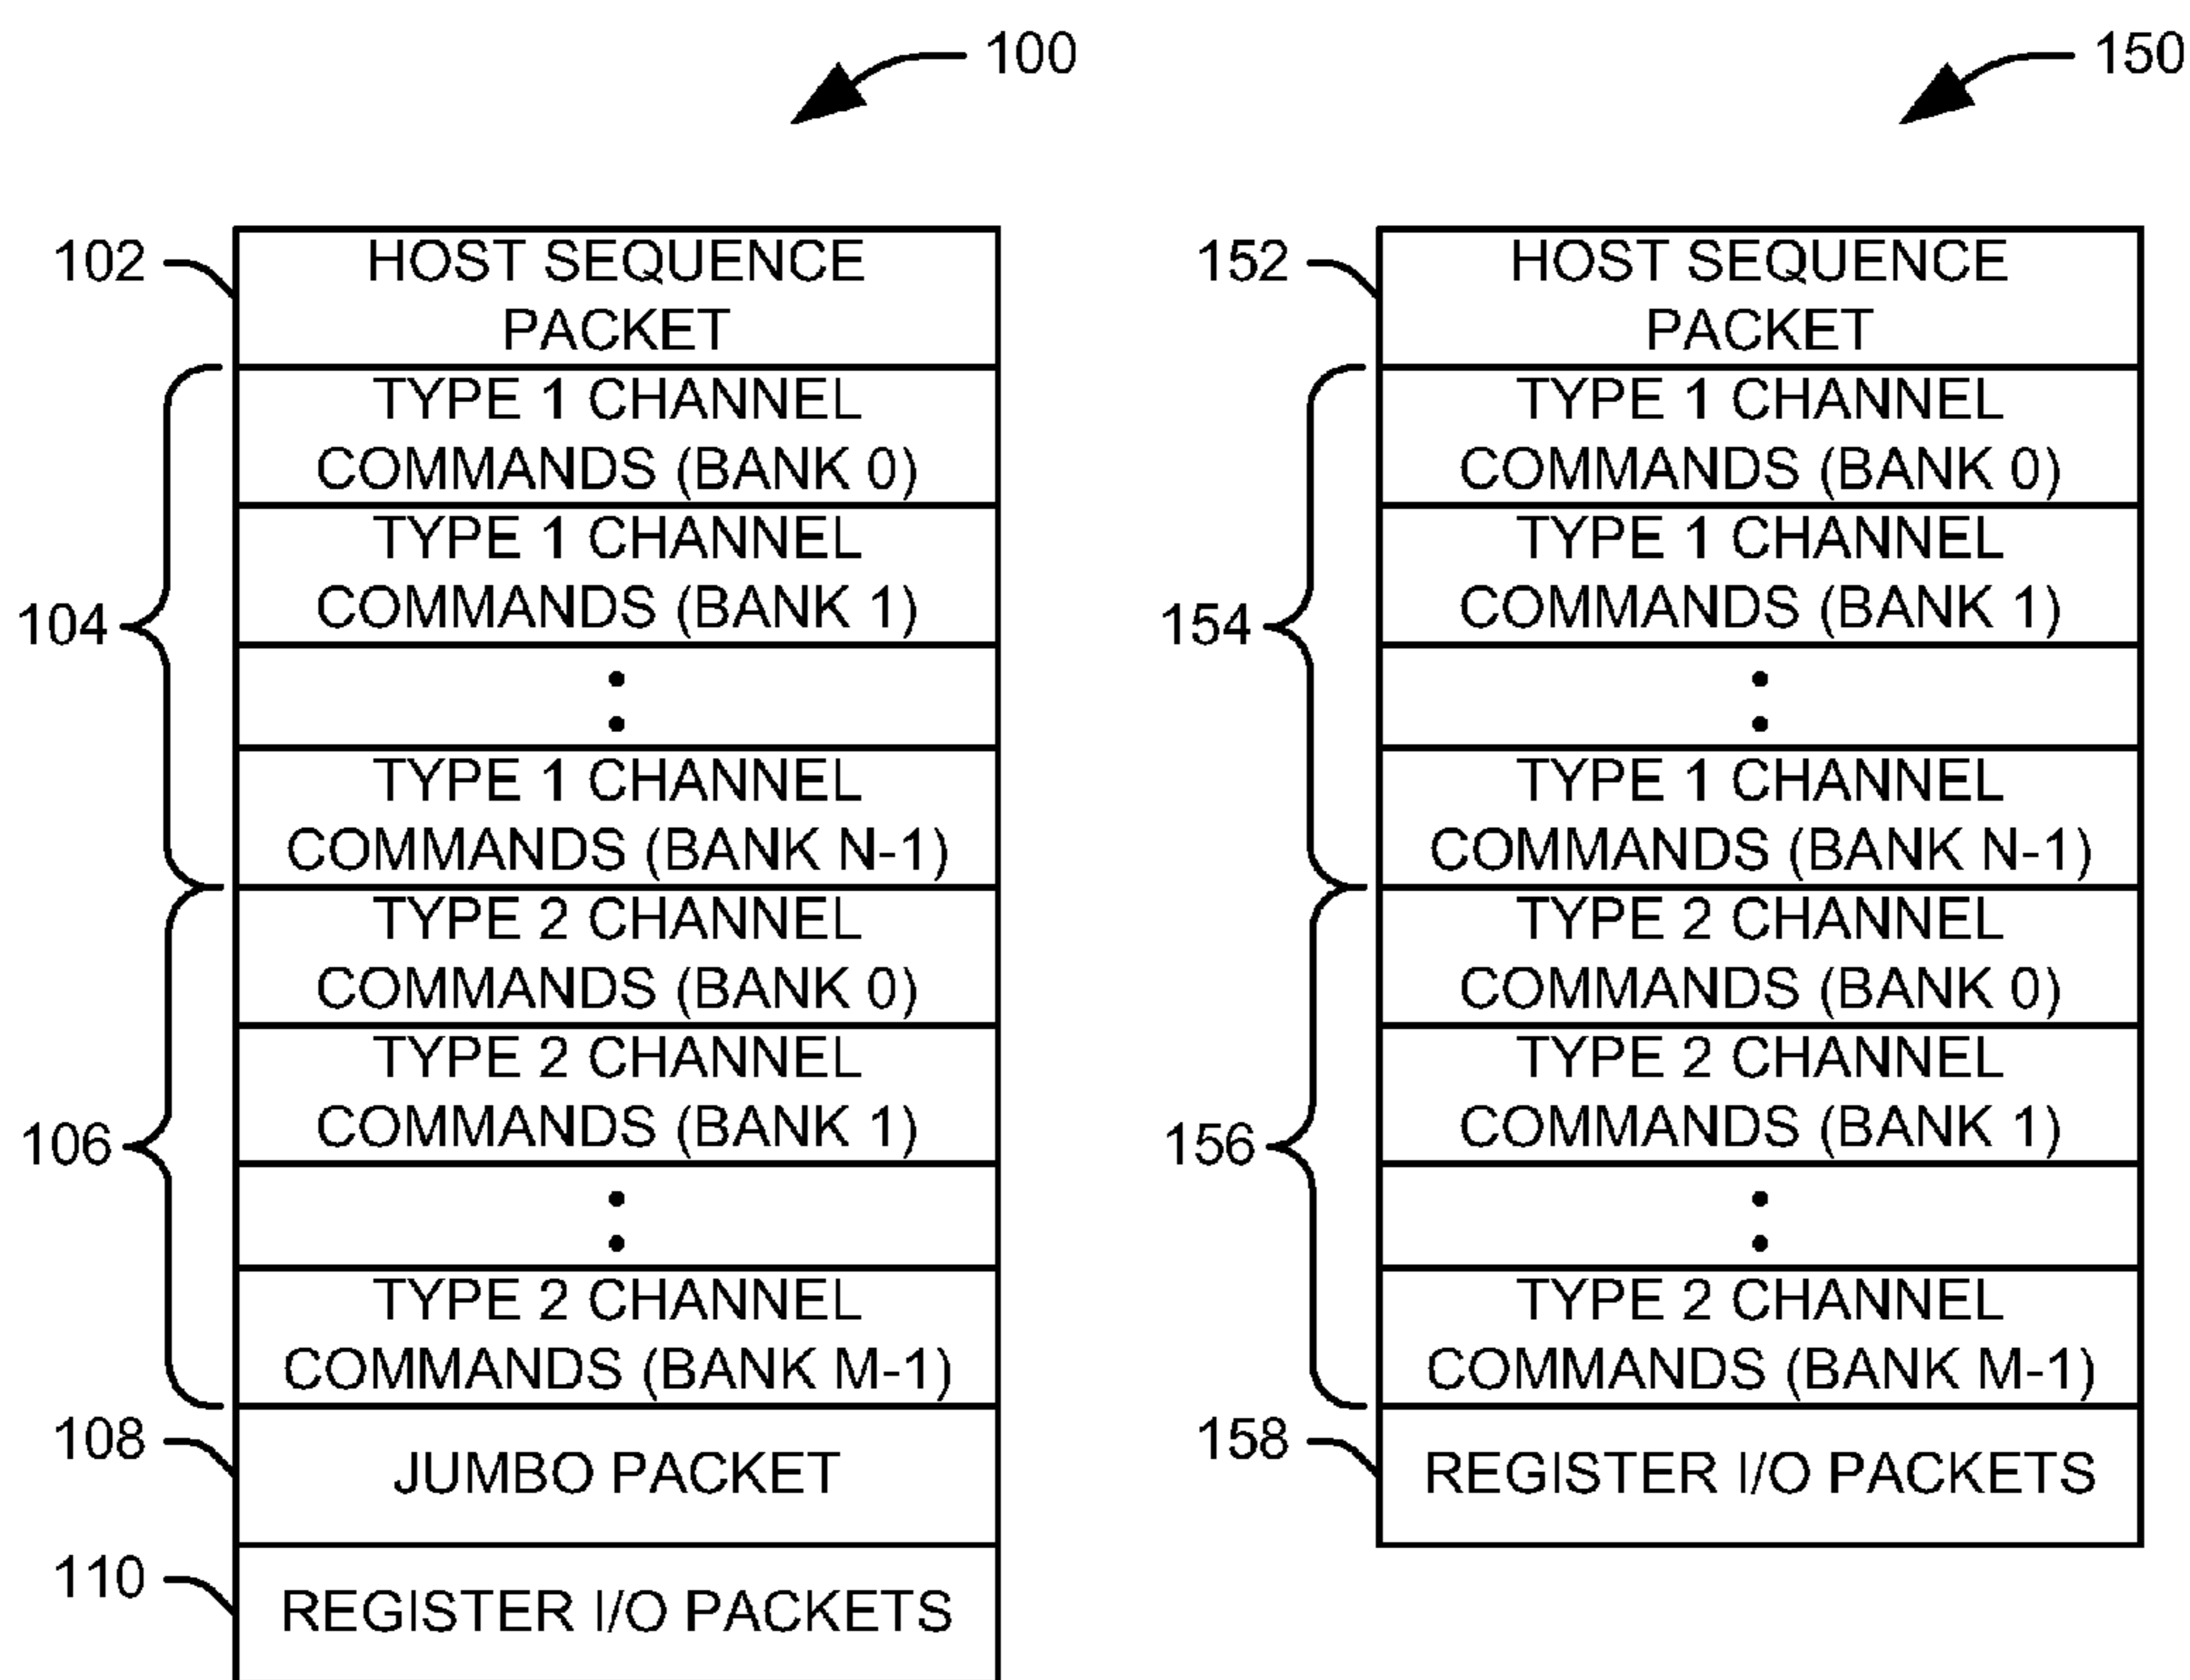 100
102
HOST SEQUENCE
PACKET
104
TYPE 1 CHANNEL
COMMANDS (BANK 0)
TYPE 1 CHANNEL
COMMANDS (BANK 1)
TYPE 1 CHANNEL
COMMANDS (BANK N-1)
106
TYPE 2 CHANNEL
COMMANDS (BANK 0)
TYPE 2 CHANNEL
COMMANDS (BANK 1)
TYPE 2 CHANNEL
COMMANDS (BANK M-1)
108
JUMBO PACKET
110
REGISTER I/O PACKETS
150
152
HOST SEQUENCE
PACKET
154
TYPE 1 CHANNEL
COMMANDS (BANK 0)
TYPE 1 CHANNEL
COMMANDS (BANK 1)
TYPE 1 CHANNEL
COMMANDS (BANK N-1)
156
TYPE 2 CHANNEL
COMMANDS (BANK 0)
TYPE 2 CHANNEL
COMMANDS (BANK 1)
TYPE 2 CHANNEL
COMMANDS (BANK M-1)
158
REGISTER I/O PACKETS